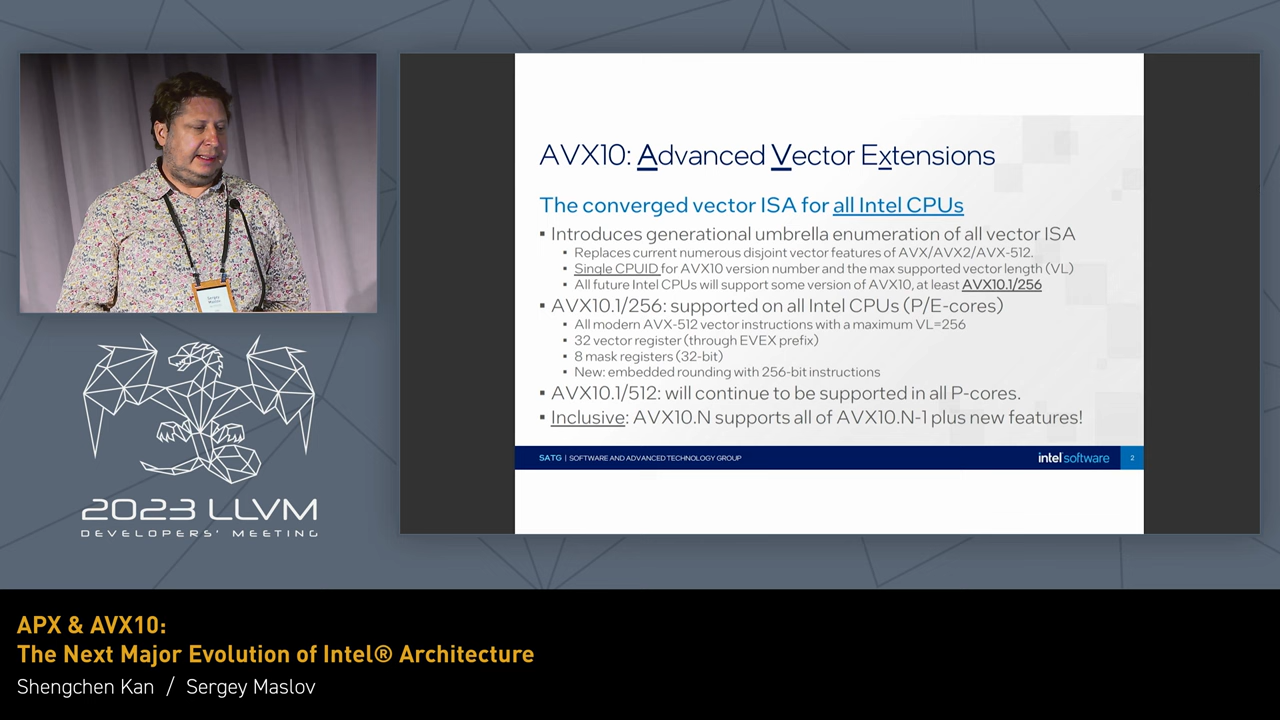 AVX10: Advanced Vector Extensions
The converged vector ISA for all Intel CPUs
▪ Introduces generational umbrella enumeration of all vector ISA
▪ Replaces current numerous disjoint vector features of AVX/AVX2/AVX-512.
▪ Single CPUID for AVX10 version number and the max supported vector length (VL)
▪ All future Intel CPUs will support some version of AVX10, at least AVX10.1/256
▪ AVX10.1/256: supported on all Intel CPUs (P/E-cores)
▪ All modern AVX-512 vector instructions with a maximum VL=256
▪ 32 vector register (through EVEX prefix)
▪ 8 mask registers (32-bit)
▪ New: embedded rounding with 256-bit instructions
▪ AVX10.1/512: will continue to be supported in all P-cores.
▪ Inclusive: AVX10.N supports all of AVX10.N-1 plus new features!
SATG | SOFTWARE AND ADVANCED TECHNOLOGY GROUP
intel software
2
Sergey
Maslov
2023 LLVM
DEVELOPERS' MEETING
APX & AVX10:
The Next Major Evolution of Intel® Architecture
Shengchen Kan / Sergey Maslov